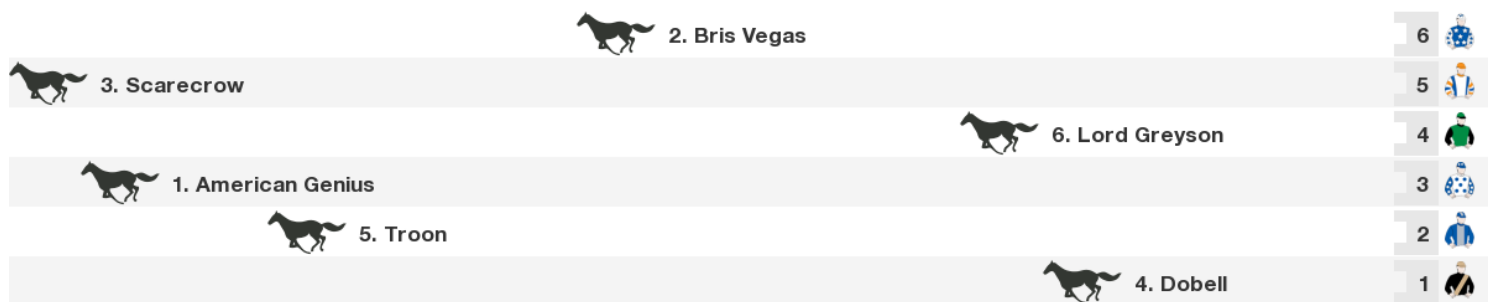 2. Bris Vegas 6
3. Scarecrow 5
6. Lord Greyson 4
1. American Genius 3
5. Troon 2
4. Dobell 1